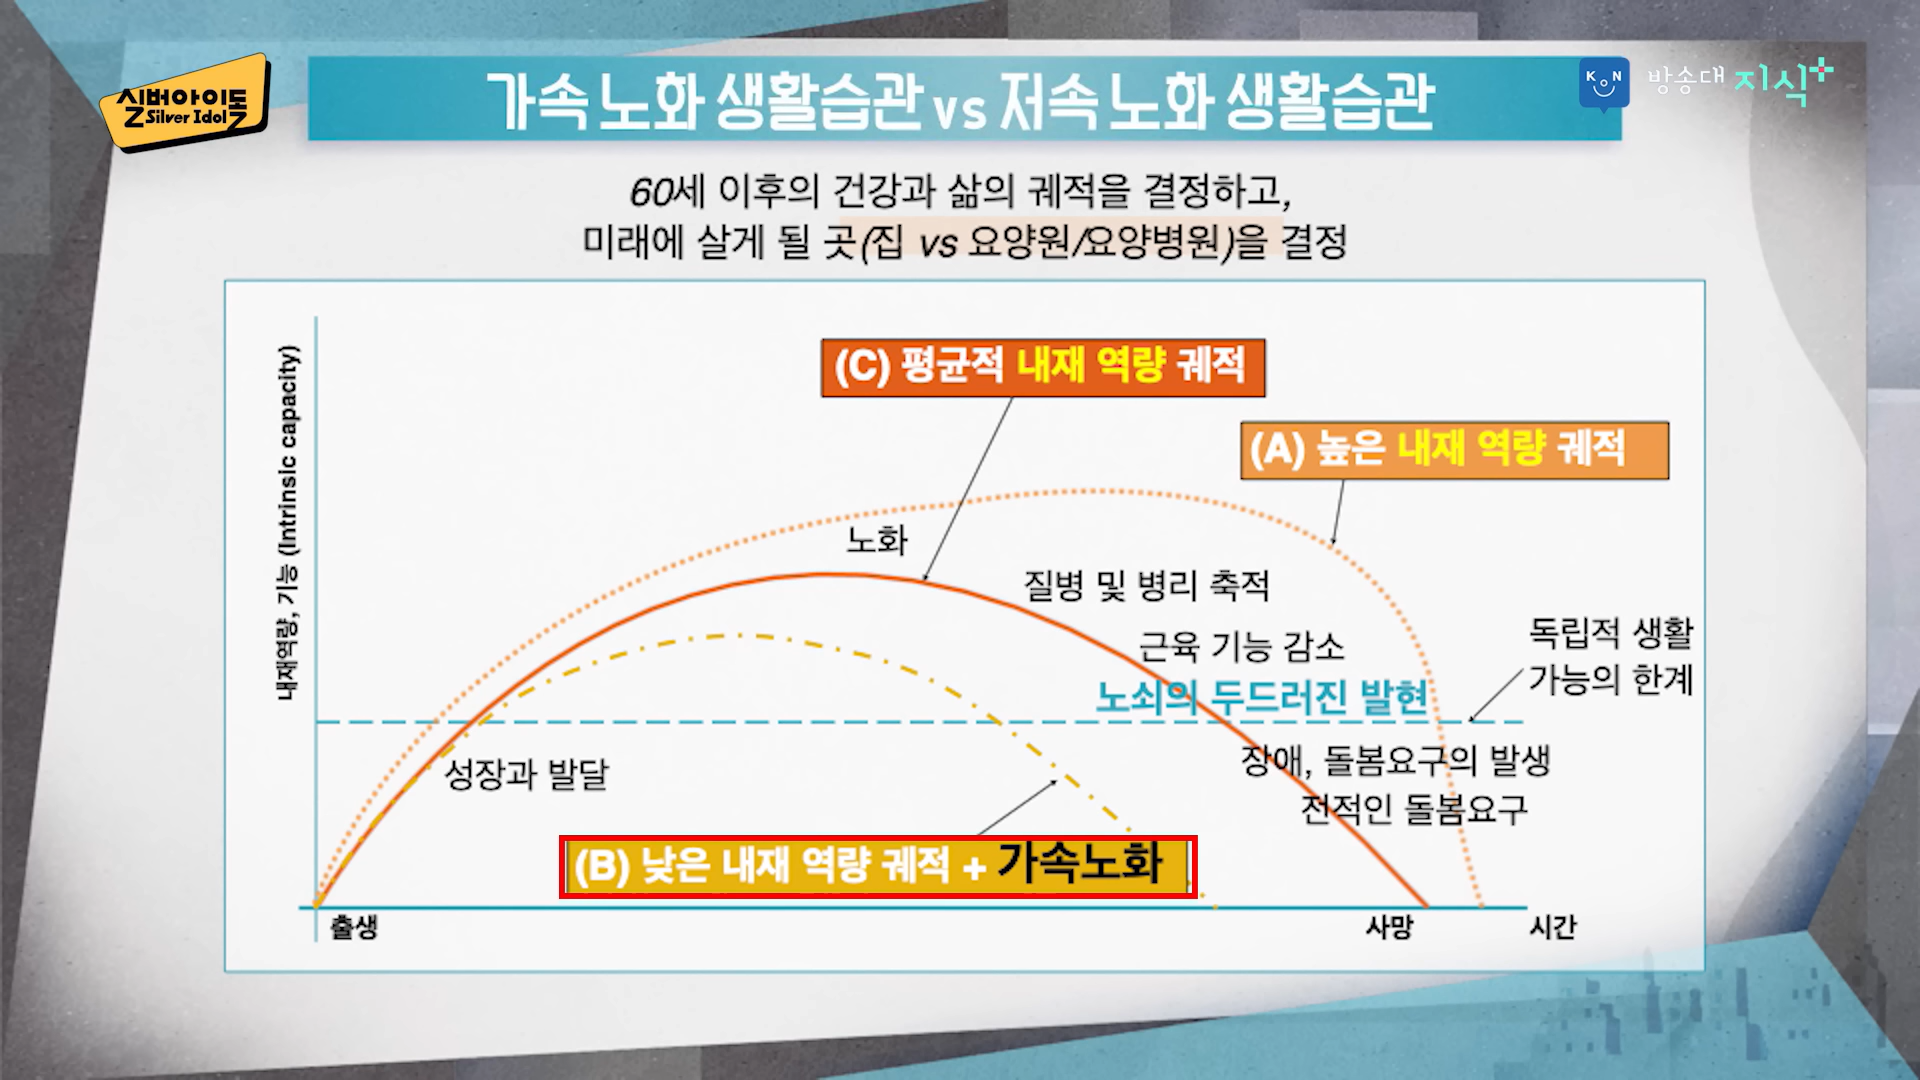 실버아이돌
Silver Idol
가속 노화 생활습관 vs 저속 노화 생활습관
KON
방송대 지식+
60세 이후의 건강과 삶의 궤적을 결정하고,
미래에 살게 될 곳(집 vs 요양원/요양병원)을 결정
내재역량, 기능 (Intrinsic capacity)
(C) 평균적 내재 역량 궤적
(A) 높은 내재 역량 궤적
노화
질병 및 병리 축적
근육 기능 감소
노쇠의 두드러진 발현
독립적 생활
가능의 한계
성장과 발달
장애, 돌봄요구의 발생
전적인 돌봄요구
(B) 낮은 내재 역량 궤적 + 가속노화
출생
사망
시간